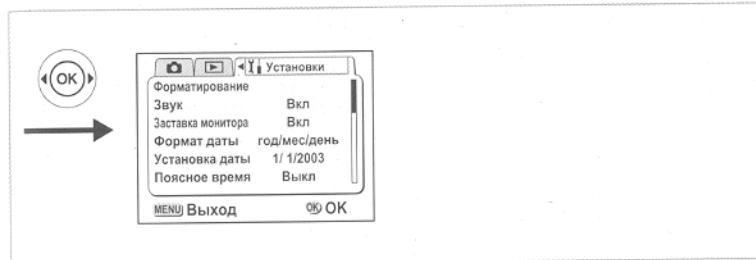 OK
Установки
Форматирование
Звук Вкл
Заставка монитора Вкл
Формат даты год/мес/день
Установка даты 1/ 1/2003
Поясное время Выкл
MENU Выход OK OK